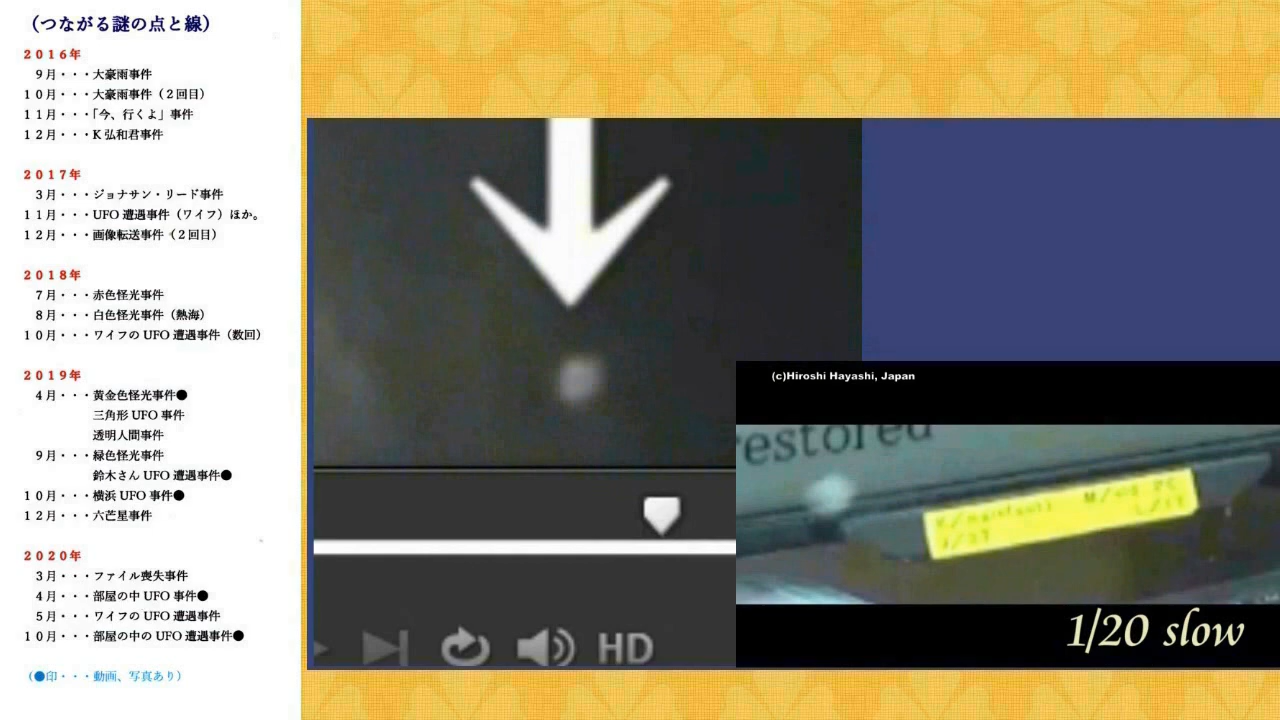 （つながる謎の点と線）
２０１６年
９月・・・大豪雨事件
１０月・・・大豪雨事件（２回目）
１１月・・・「今、行くよ」事件
１２月・・・K 弘和君事件
２０１７年
３月・・・ジョナサン・リード事件
１１月・・・UFO 遭遇事件（ワイフ）ほか。
１２月・・・画像転送事件（２回目）
２０１８年
７月・・・赤色怪光事件
８月・・・白色怪光事件（熱海）
１０月・・・ワイフの UFO 遭遇事件（数回）
２０１９年
４月・・・黄金色怪光事件●
三角形 UFO 事件
透明人間事件
９月・・・緑色怪光事件
鈴木さん UFO 遭遇事件●
１０月・・・横浜 UFO 事件●
１２月・・・六芒星事件
２０２０年
３月・・・ファイル喪失事件
４月・・・部屋の中 UFO 事件●
５月・・・ワイフの UFO 遭遇事件
１０月・・・部屋の中の UFO 遭遇事件●
（●印・・・動画、写真あり）
HD
(c)Hiroshi Hayashi, Japan
restored
1/20 slow